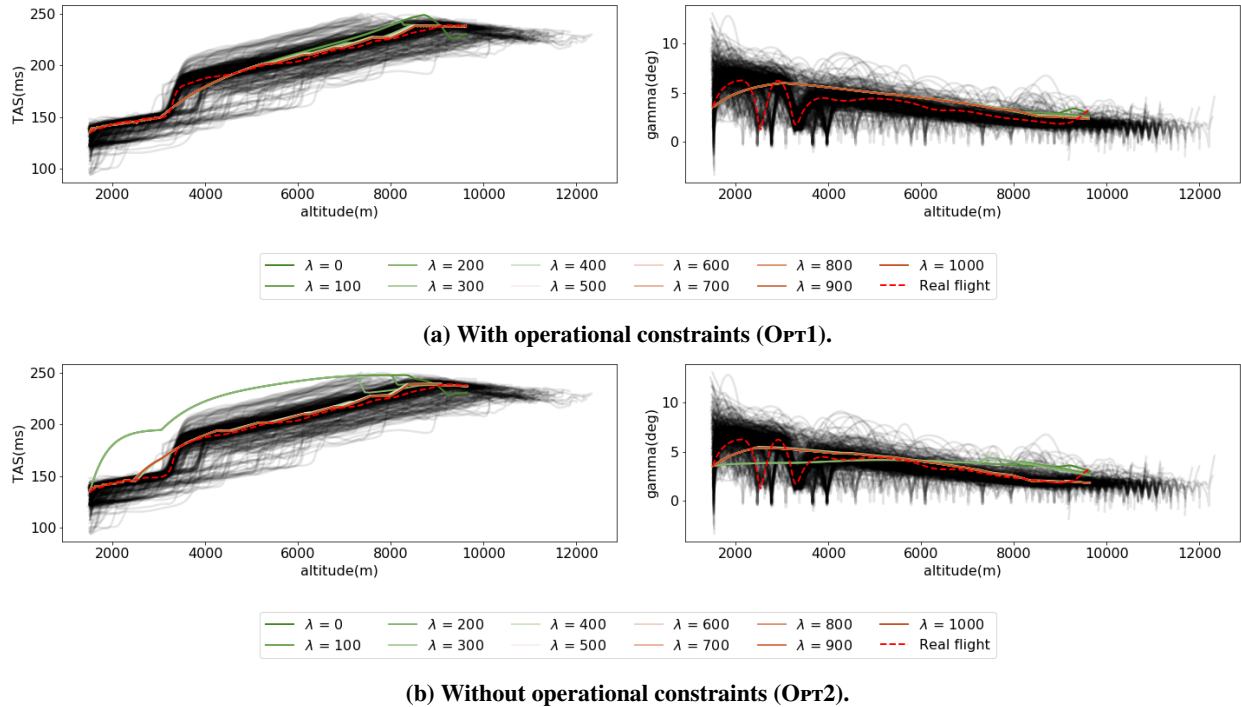 250
200
150
100
TAS(ms)
2000 4000 6000 8000 10000 12000
altitude(m)
10
5
0
gamma(deg)
2000 4000 6000 8000 10000 12000
altitude(m)
λ = 0 λ = 200 λ = 400 λ = 600 λ = 800 λ = 1000
λ = 100 λ = 300 λ = 500 λ = 700 λ = 900 Real flight
(a) With operational constraints (OPT1).
250
200
150
100
TAS(ms)
2000 4000 6000 8000 10000 12000
altitude(m)
10
5
0
gamma(deg)
2000 4000 6000 8000 10000 12000
altitude(m)
λ = 0 λ = 200 λ = 400 λ = 600 λ = 800 λ = 1000
λ = 100 λ = 300 λ = 500 λ = 700 λ = 900 Real flight
(b) Without operational constraints (OPT2).